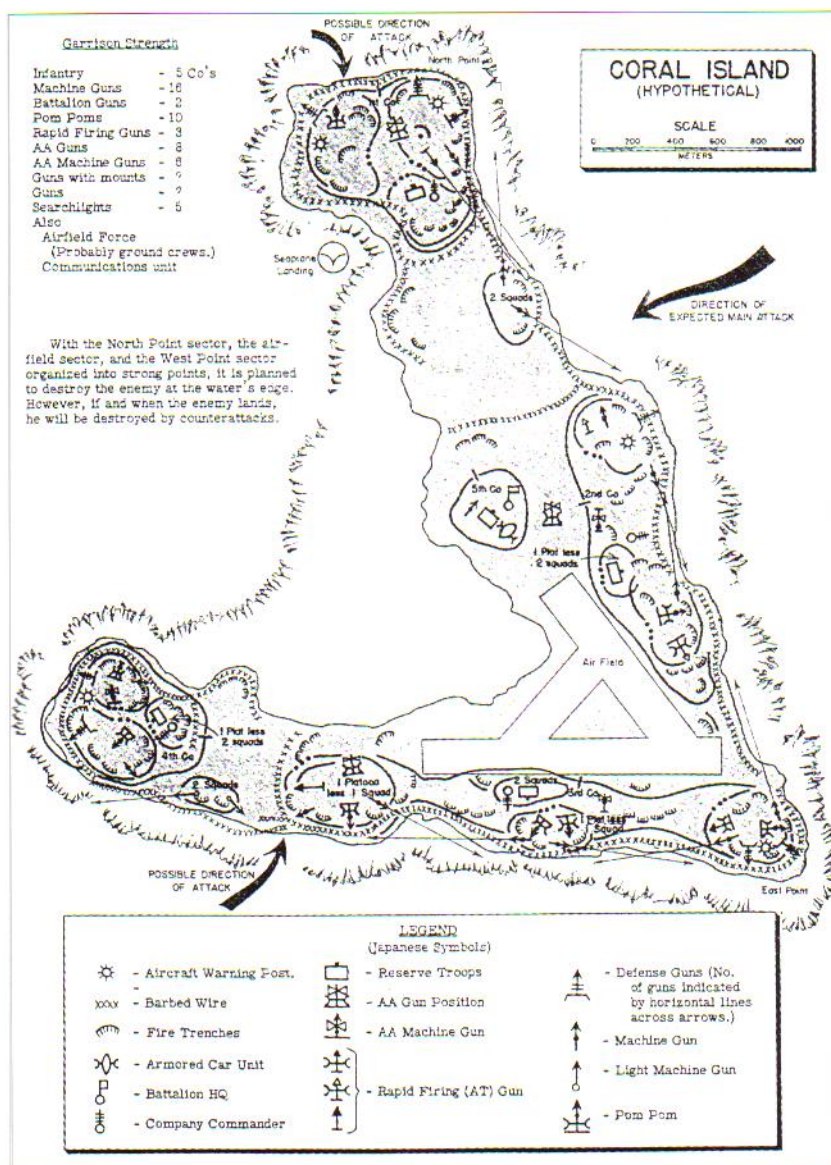 POSSIBLE DIRECTION
OF ATTACK
North Point
Garrison Strength
Infantry - 5 Co's
Machine Guns -16
Battalion Guns - 2
Pom Poms -10
Rapid Firing Guns - 3
AA Guns - 8
AA Machine Guns - 6
Guns with mounts - ?
Guns - ?
Searchlights - 5
Also
Airfield Force
(Probably ground crews.)
Communications unit
CORAL ISLAND
(HYPOTHETICAL)
SCALE
0 200 400 600 800 1000
METERS
Seaplane
Landing
2 Squads
DIRECTION OF
EXPECTED MAIN ATTACK
With the North Point sector, the air-
field sector, and the West Point sector
organized into strong points, it is planned
to destroy the enemy at the water's edge.
However, if and when the enemy lands,
he will be destroyed by counterattacks.
5th Co
2nd Co
1 Plat less
2 squads
Air Field
1 Plat less
2 squads
4th Co
2 Squads
1 Platoon
less 1 Squad
2 Squads
3rd Co
1 Plat less
1 Squad
POSSIBLE DIRECTION
OF ATTACK
East Point
LEGEND
(Japanese Symbols)
- Aircraft Warning Post.
- Barbed Wire
- Fire Trenches
- Armored Car Unit
- Battalion HQ
- Company Commander
- Reserve Troops
- AA Gun Position
- AA Machine Gun
- Rapid Firing (AT) Gun
- Defense Guns (No.
of guns indicated
by horizontal lines
across arrows.)
- Machine Gun
- Light Machine Gun
- Pom Pom